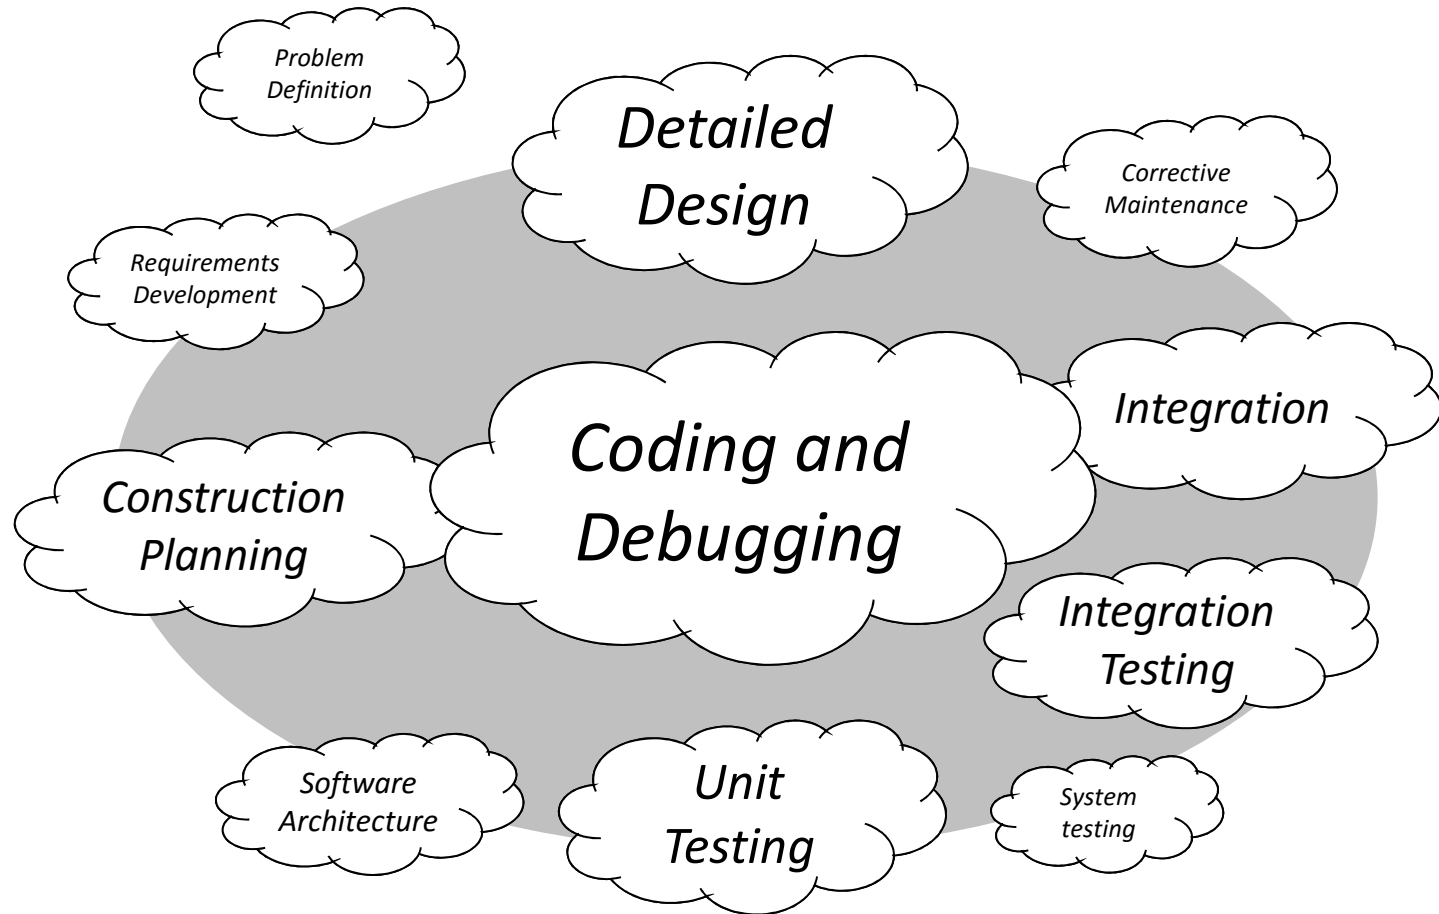 Problem
Definition
Detailed
Design
Corrective
Maintenance
Requirements
Development
Integration
Coding and
Debugging
Construction
Planning
Integration
Testing
Software
Architecture
Unit
Testing
System
testing